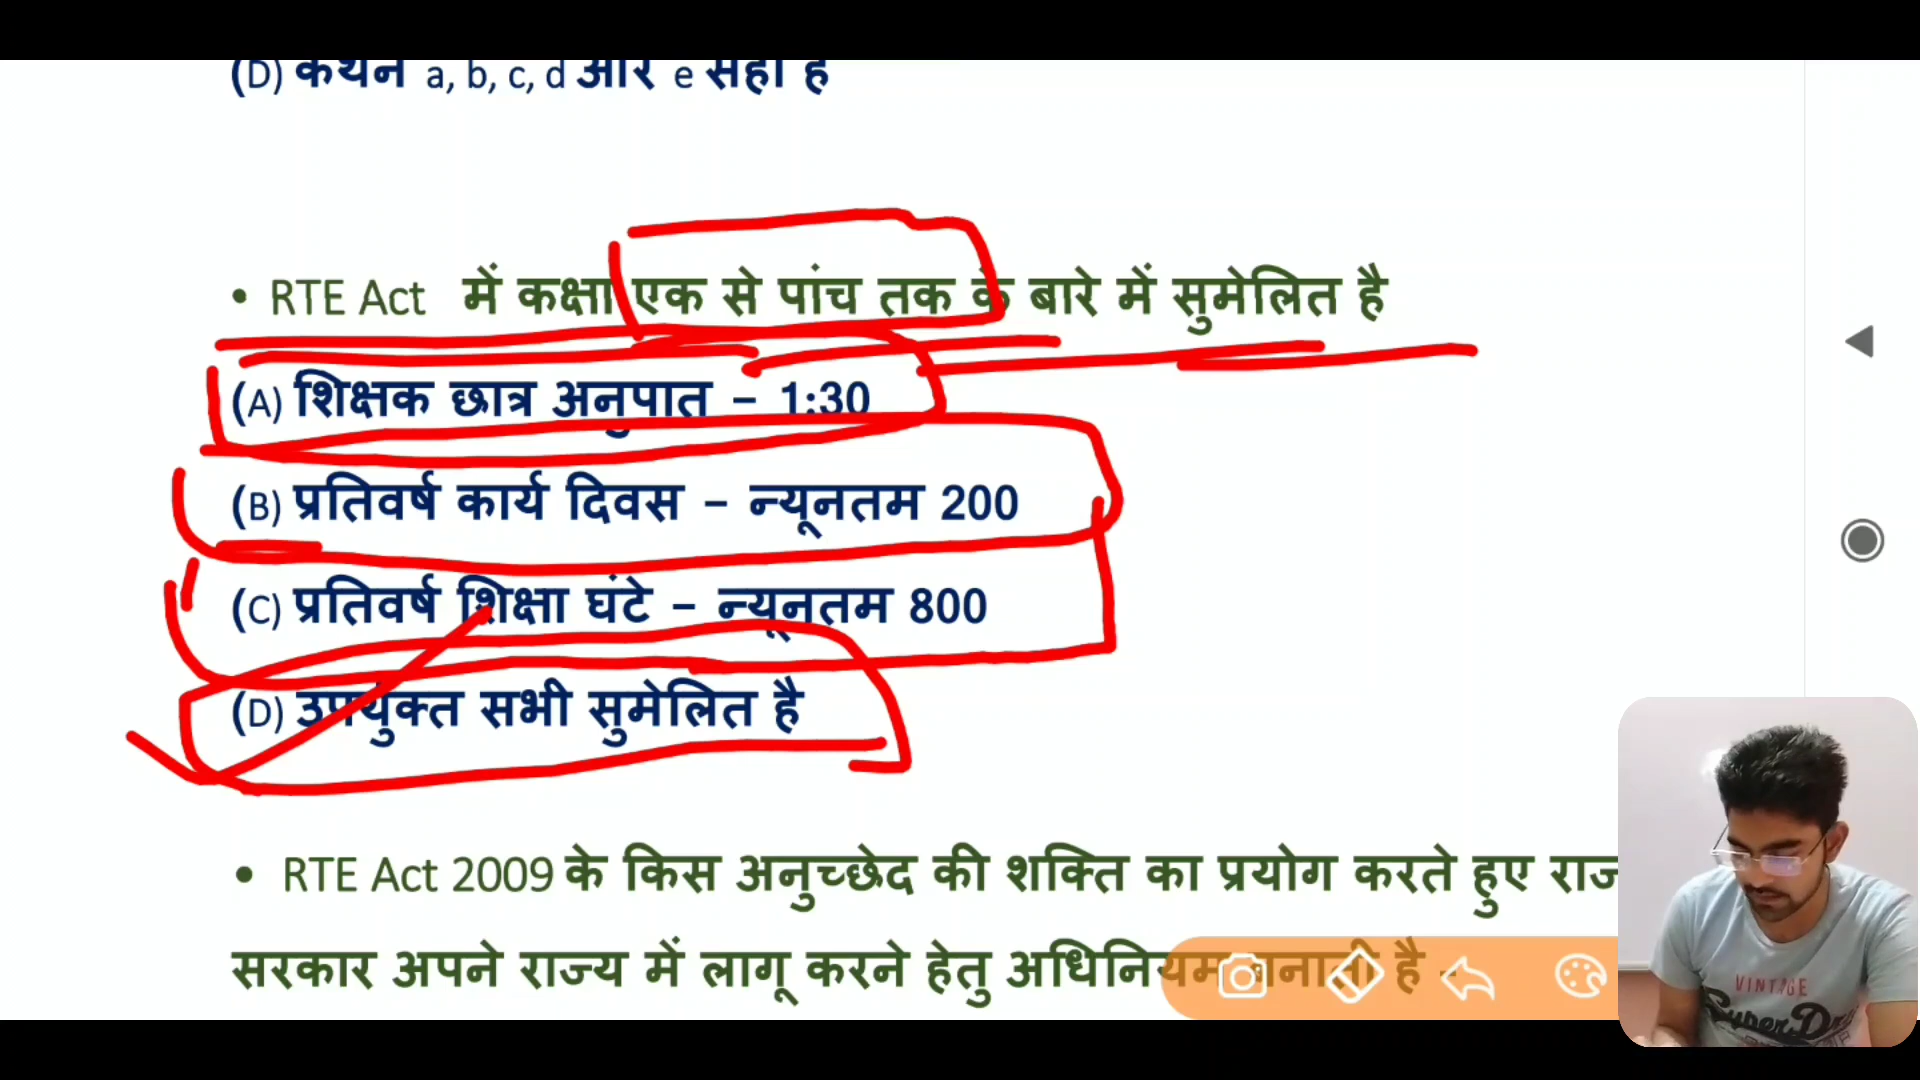 (D) कथन a, b, c, d और e सही है
• RTE Act में कक्षा एक से पांच तक के बारे में सुमेलित है
(A) शिक्षक छात्र अनुपात – 1:30
(B) प्रतिवर्ष कार्य दिवस – न्यूनतम 200
(C) प्रतिवर्ष शिक्षा घंटे – न्यूनतम 800
(D) उपर्युक्त सभी सुमेलित है
• RTE Act 2009 के किस अनुच्छेद की शक्ति का प्रयोग करते हुए राज्य
सरकार अपने राज्य में लागू करने हेतु अधिनियम बनाती है -
VINTAGE